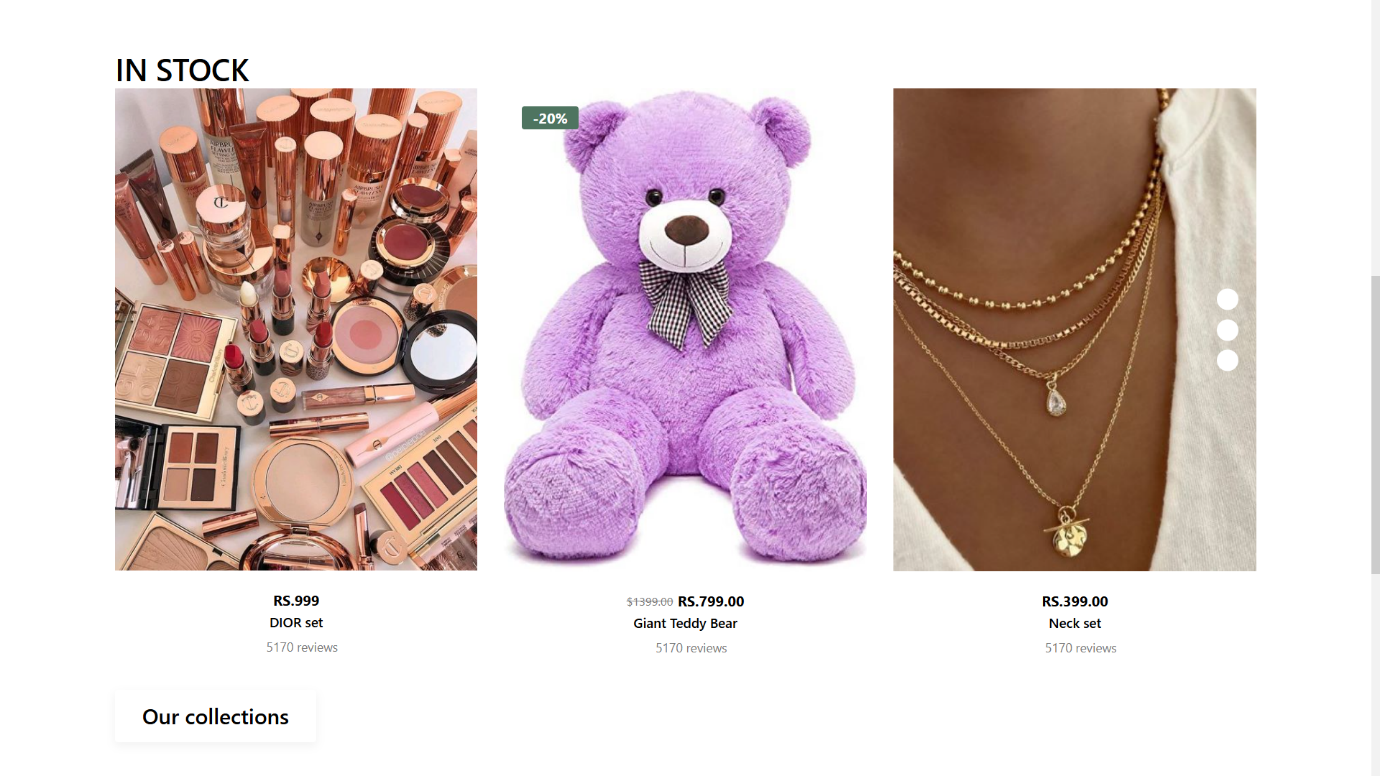 IN STOCK
-20%
RS.999
DIOR set
5170 reviews
$1399.00 RS.799.00
Giant Teddy Bear
5170 reviews
RS.399.00
Neck set
5170 reviews
Our collections